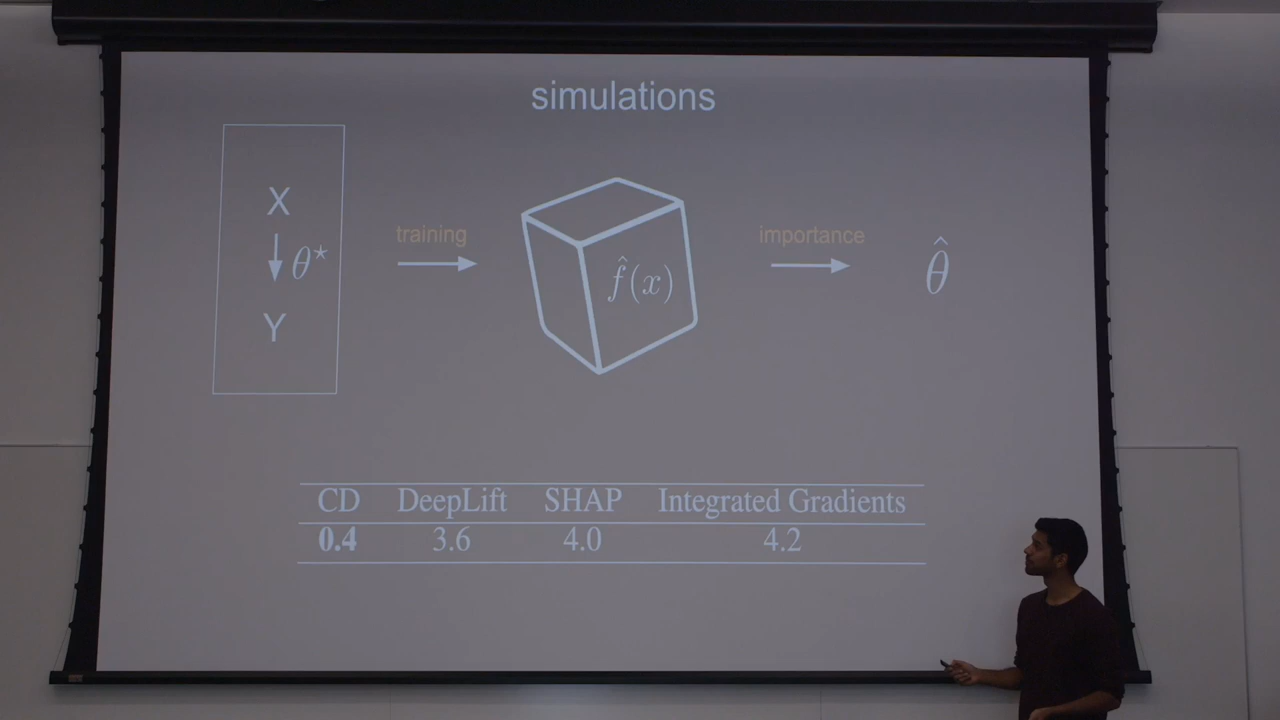 simulations
X
θ*
Y
training
f̂(x)
importance
θ̂
CD DeepLift SHAP Integrated Gradients
0.4 3.6 4.0 4.2